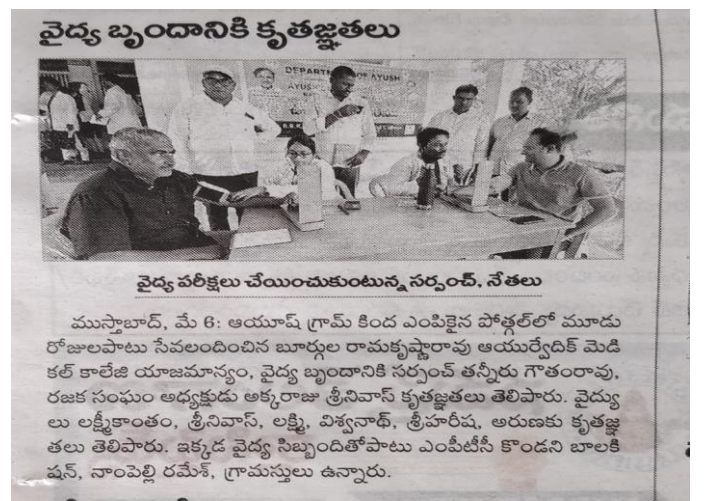 వైద్య బృందానికి కృతజ్ఞతలు
DEPARTMENT OF AYUSH
వైద్య పరీక్షలు చేయించుకుంటున్న సర్పంచ్, నేతలు
ముస్తాబాద్, మే 6: ఆయూష్ గ్రామ్ కింద ఎంపికైన పోత్గల్‌లో మూడు
రోజులపాటు సేవలందించిన బూర్గుల రామకృష్ణారావు ఆయుర్వేదిక్ మెడి
కల్ కాలేజి యాజమాన్యం, వైద్య బృందానికి సర్పంచ్ తన్నీరు గౌతంరావు,
రజక సంఘం అధ్యక్షుడు అక్కరాజు శ్రీనివాస్ కృతజ్ఞతలు తెలిపారు. వైద్యు
లు లక్ష్మీకాంతం, శ్రీనివాస్, లక్ష్మి, విశ్వనాథ్, శ్రీహరీష, అరుణకు కృతజ్ఞ
తలు తెలిపారు. ఇక్కడ వైద్య సిబ్బందితోపాటు ఎంపీటీసీ కొండని బాలకి
షన్, నాంపెల్లి రమేశ్, గ్రామస్తులు ఉన్నారు.